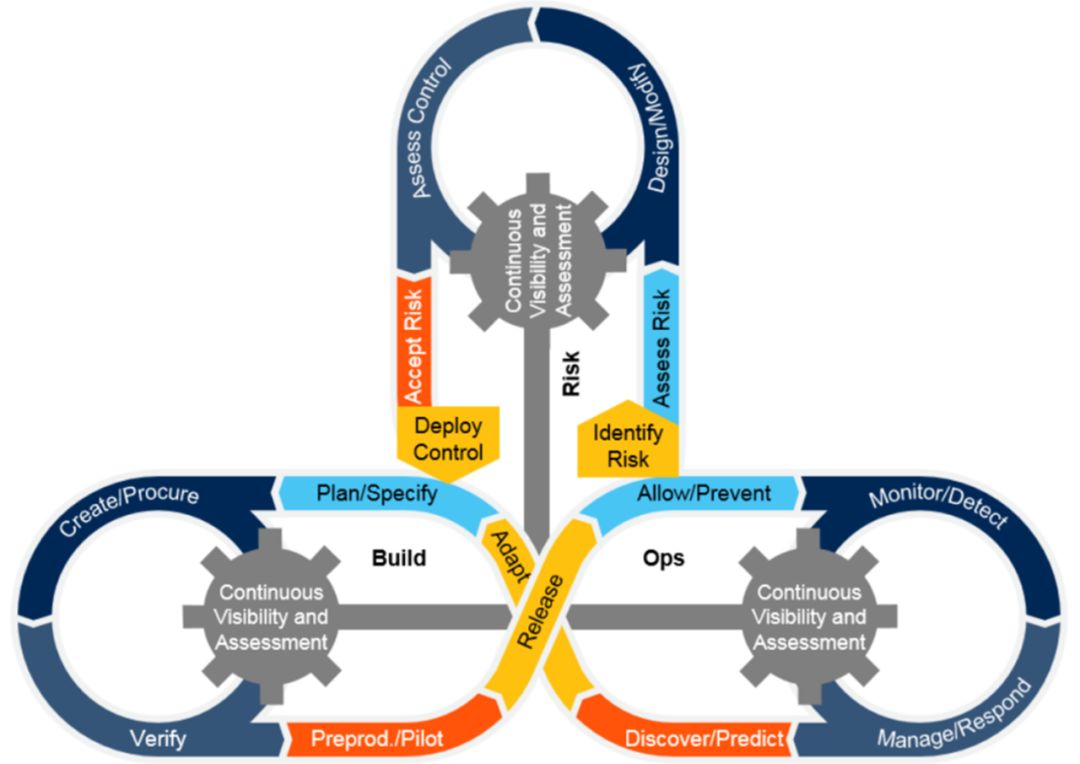 Assess Control
Design/Modify
Continuous
Visibility and
Assessment
Accept Risk
Risk
Assess Risk
Deploy
Control
Identify
Risk
Create/Procure
Plan/Specify
Allow/Prevent
Monitor/Detect
Build
Adapt
Ops
Continuous
Visibility and
Assessment
Release
Continuous
Visibility and
Assessment
Verify
Preprod./Pilot
Discover/Predict
Manage/Respond